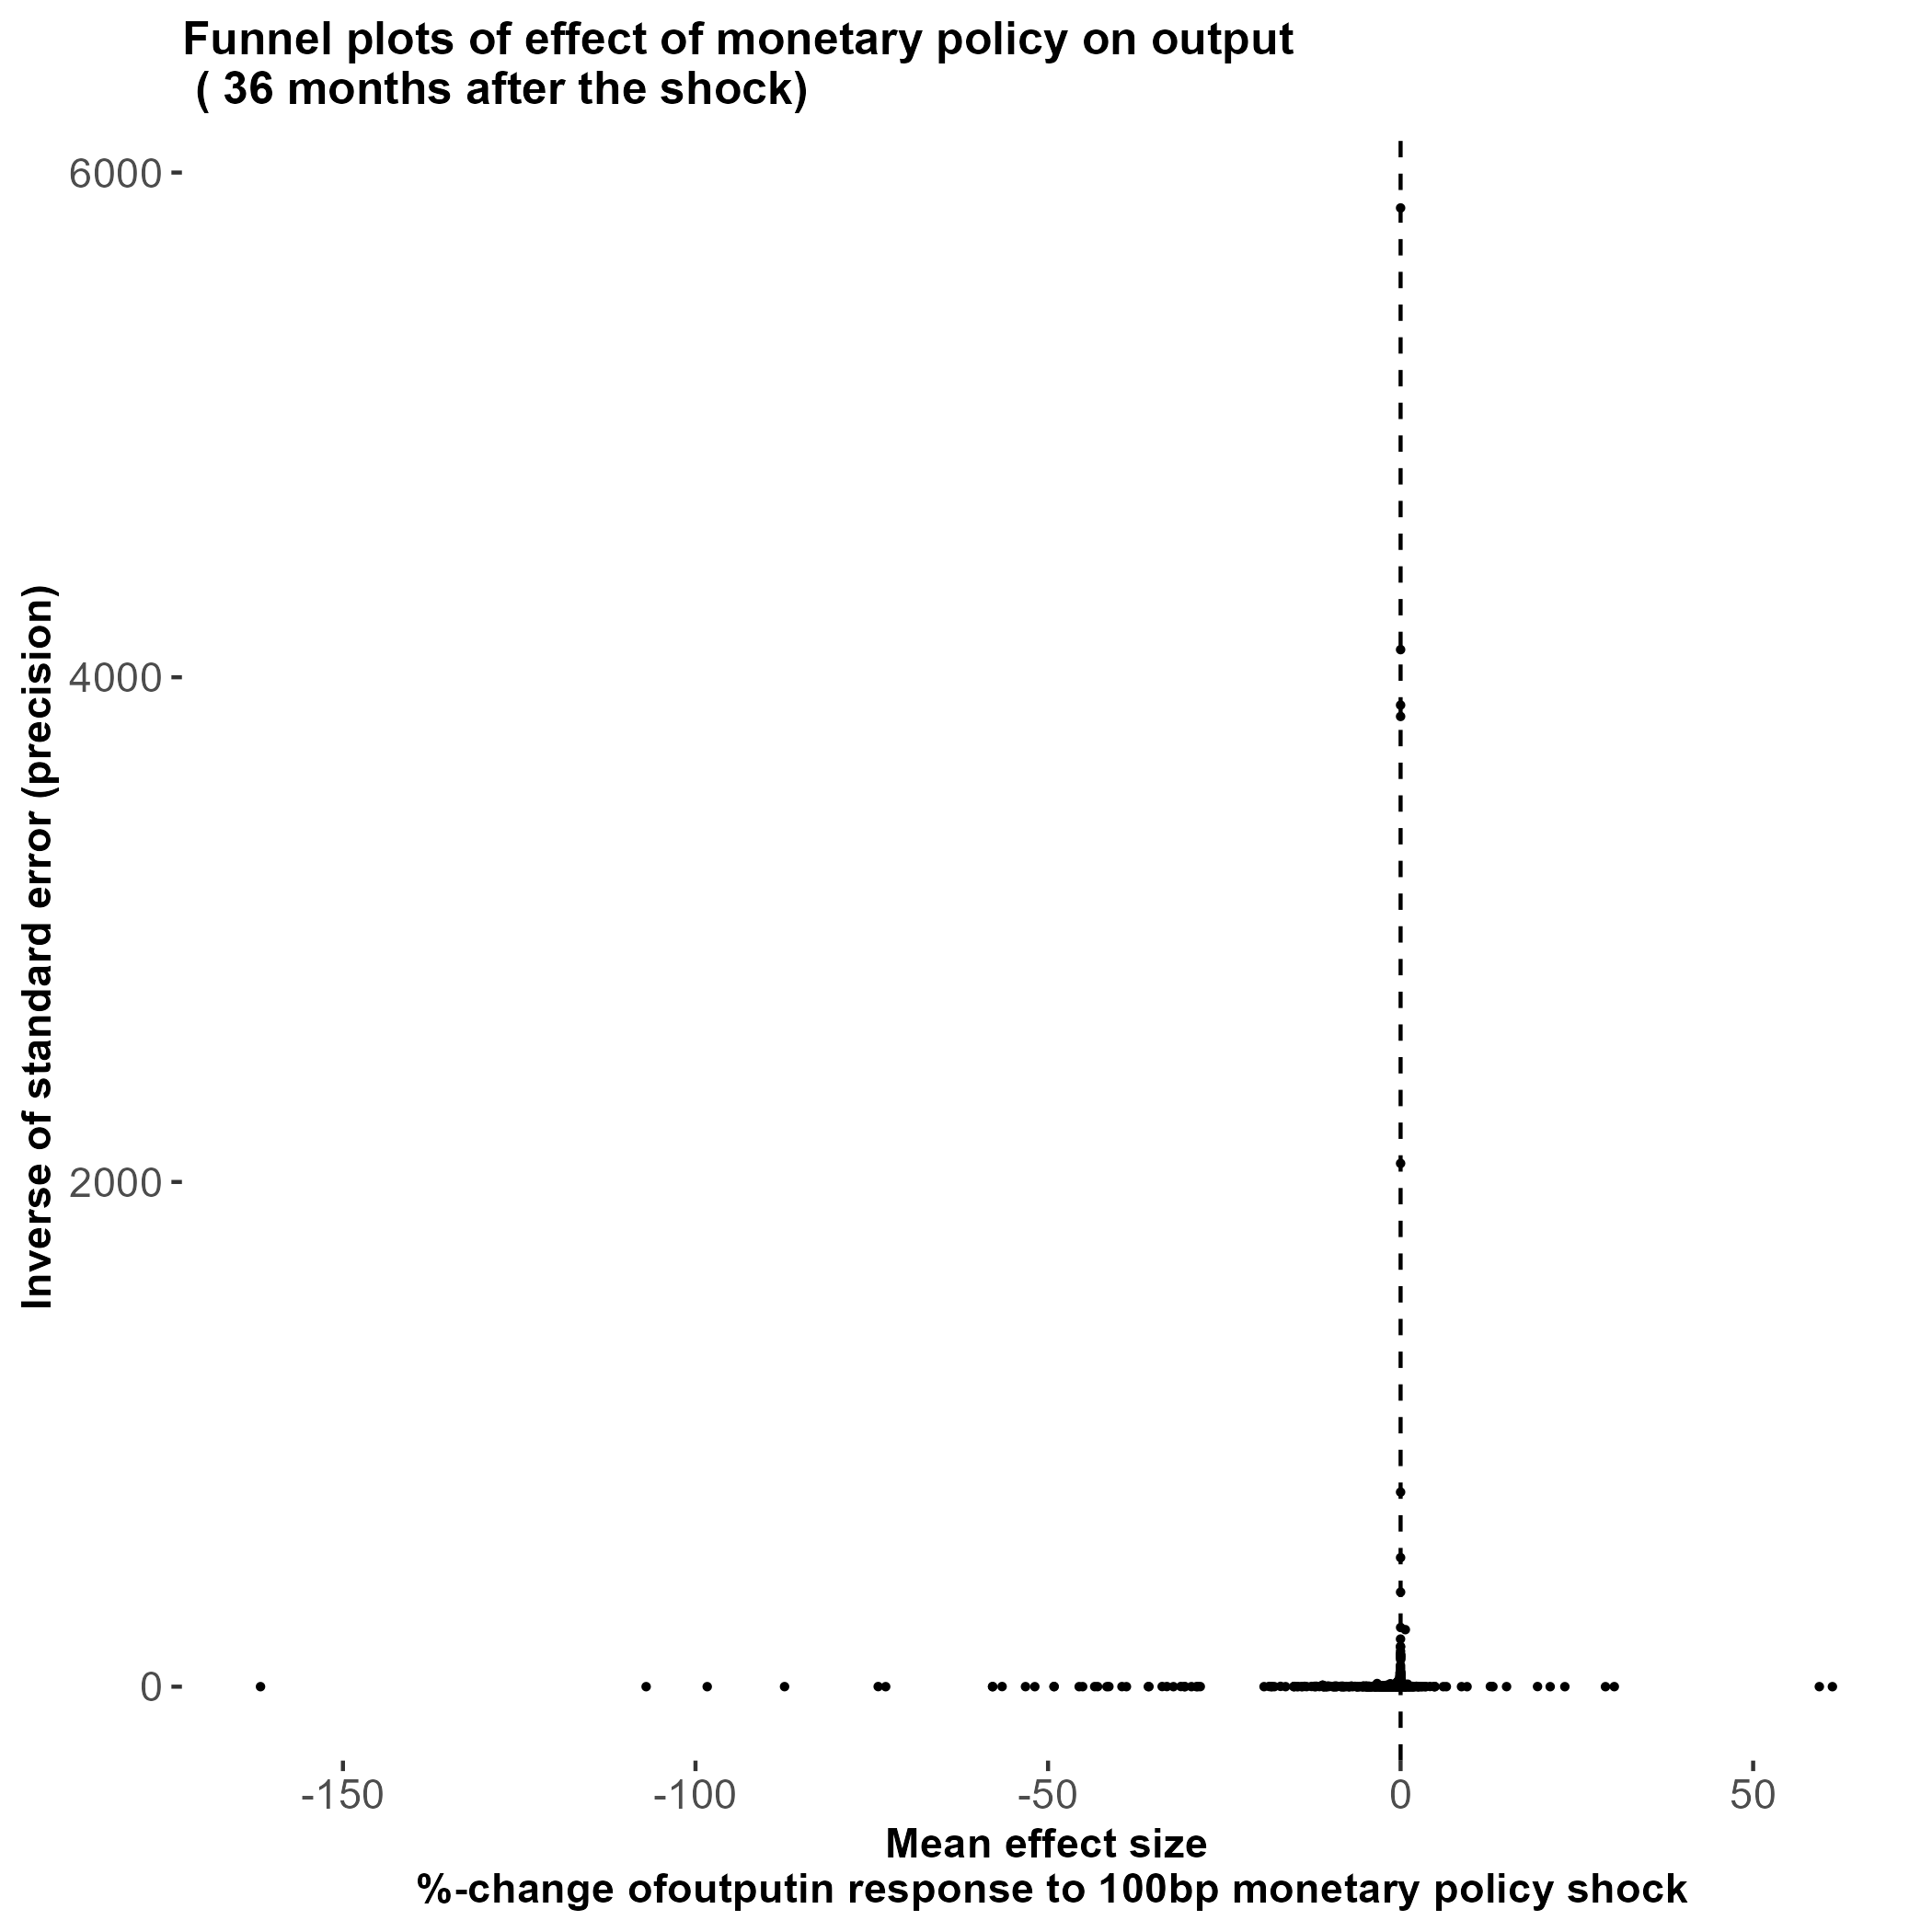 Funnel plots of effect of monetary policy on output
( 36 months after the shock)
6000
4000
2000
0
Inverse of standard error (precision)
-150
-100
-50
0
50
Mean effect size
%-change ofoutputin response to 100bp monetary policy shock